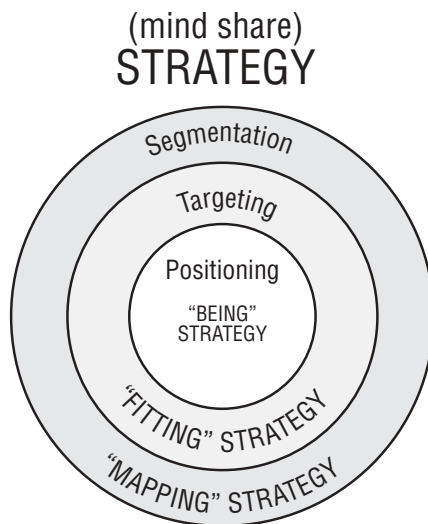 (mind share)
STRATEGY
Segmentation
Targeting
Positioning
“BEING”
STRATEGY
“FITTING” STRATEGY
“MAPPING” STRATEGY